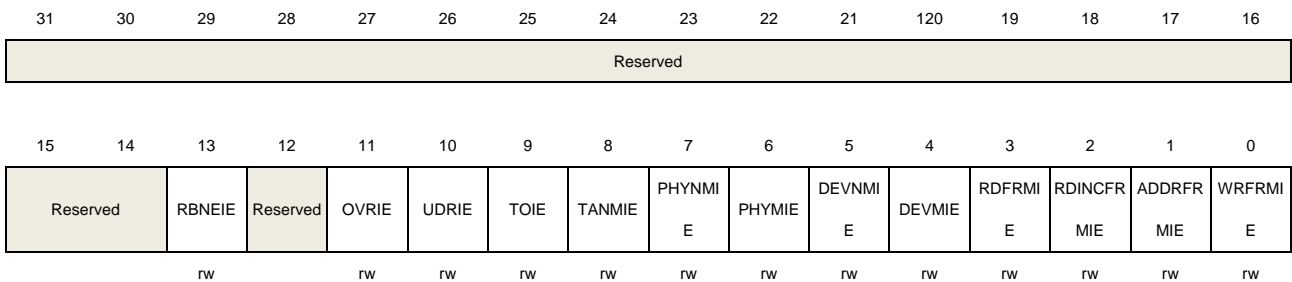 31 30 29 28 27 26 25 24 23 22 21 120 19 18 17 16
Reserved
15 14 13 12 11 10 9 8 7 6 5 4 3 2 1 0
Reserved RBNEIE Reserved OVRIE UDRIE TOIE TANMIE PHYNMI PHYMIE DEVNMI DEVMIE RDFRMI RDINCFR ADDRFR WRFRMI
E E E MIE MIE E
rw rw rw rw rw rw rw rw rw rw rw rw rw